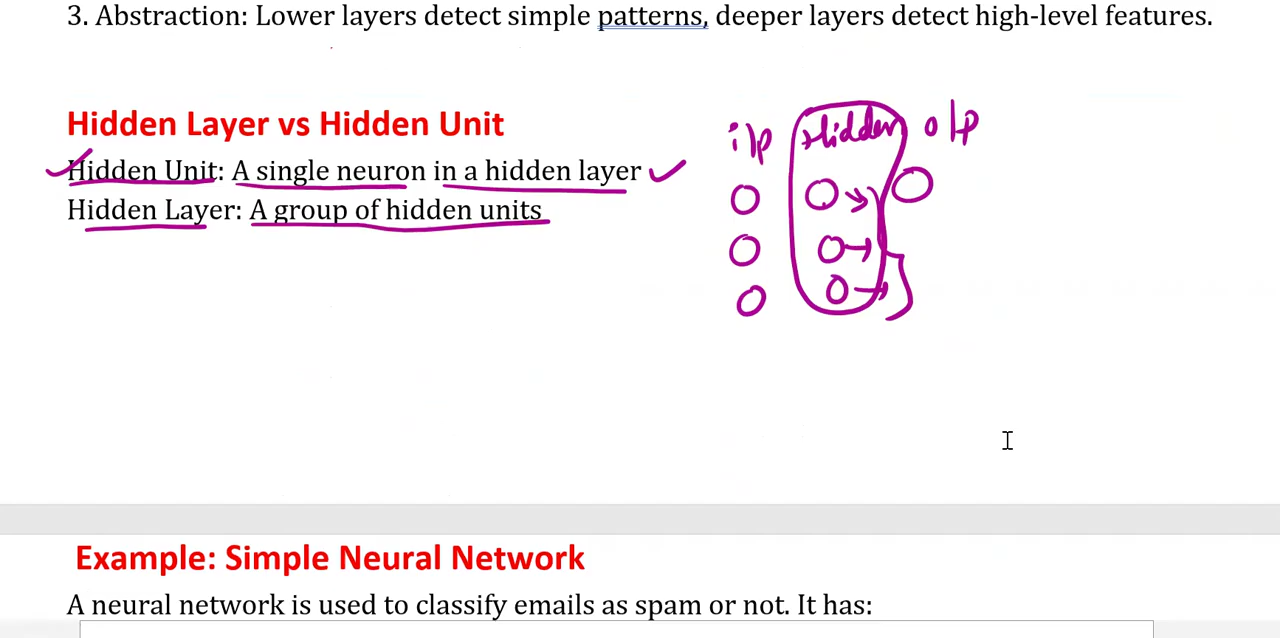 3. Abstraction: Lower layers detect simple patterns, deeper layers detect high-level features.
Hidden Layer vs Hidden Unit
Hidden Unit: A single neuron in a hidden layer
Hidden Layer: A group of hidden units
i/p Hidden o/p
Example: Simple Neural Network
A neural network is used to classify emails as spam or not. It has: